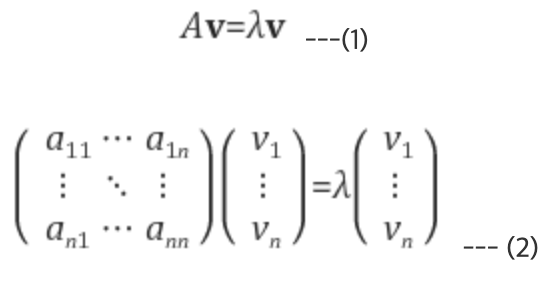 Av=λv ---(1)
( a11 ⋯ a1n ) ( v1 ) ( v1 )
( ⋮ ⋱ ⋮ ) ( ⋮ ) =λ ( ⋮ )
( an1 ⋯ ann ) ( vn ) ( vn ) --- (2)